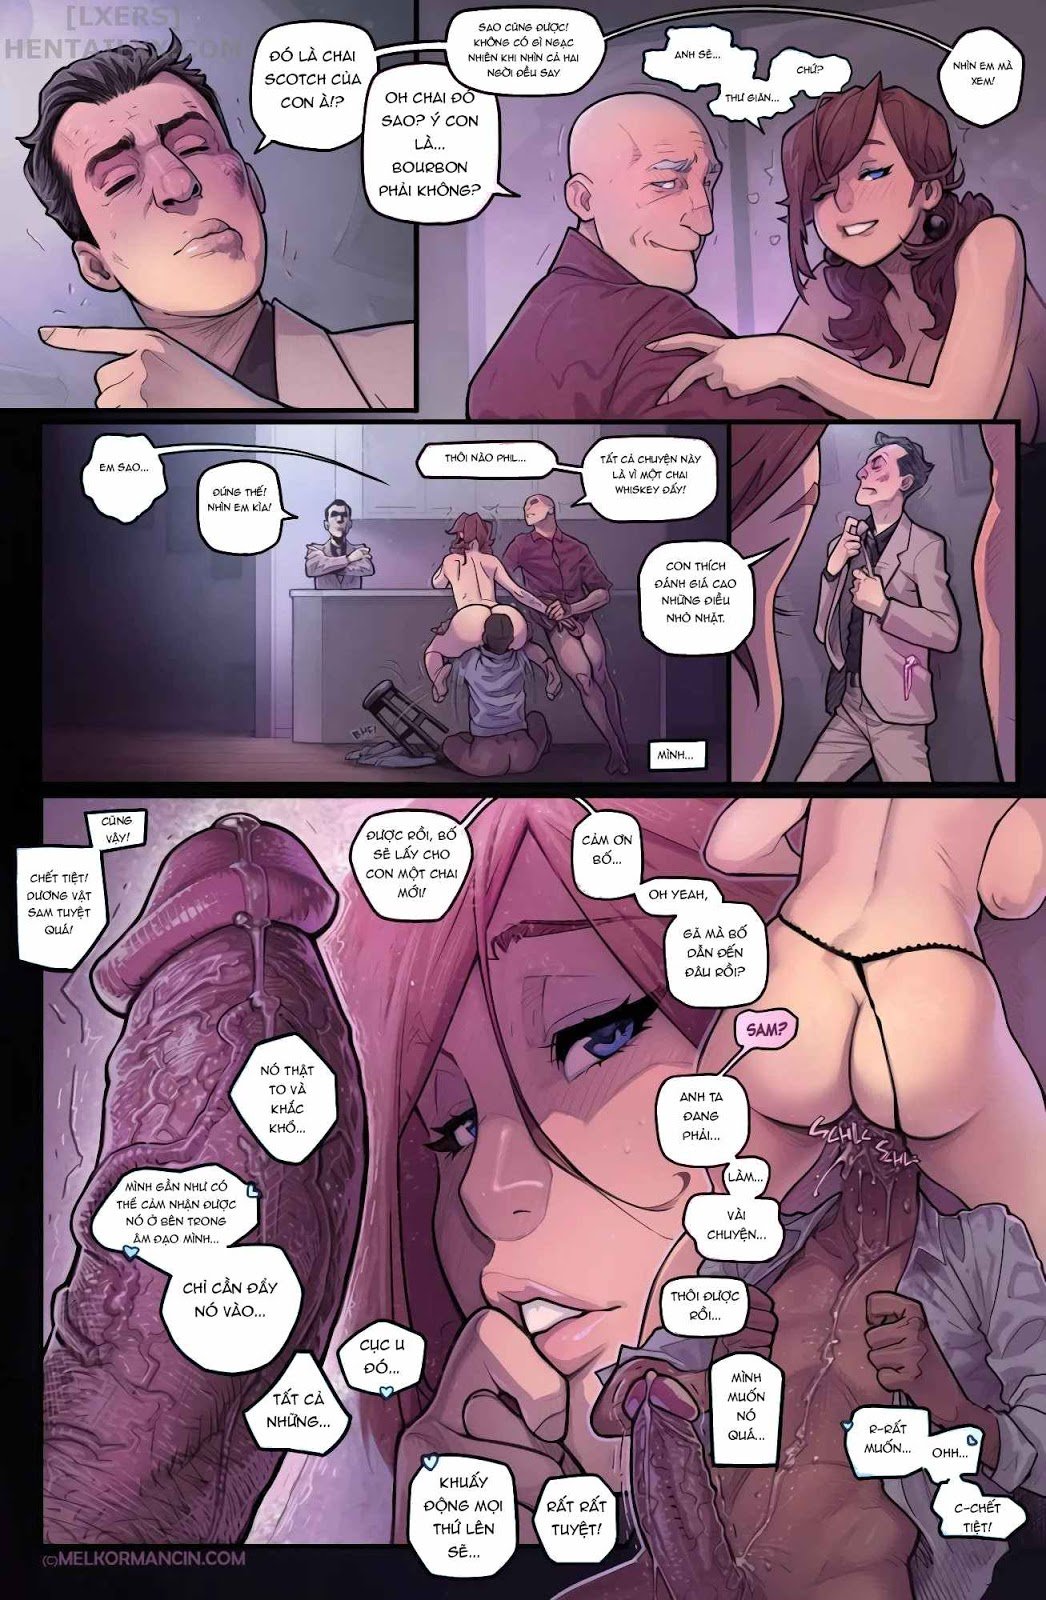 [LXERS]
SAO CŨNG ĐƯỢC!
KHÔNG CÓ GÌ NGẠC
NHIÊN KHI NHÌN CẢ HAI
NGỜI ĐỀU SAY
ĐÓ LÀ CHAI
SCOTCH CỦA
CON À!?
OH CHAI ĐÓ
SAO? Ý CON
LÀ...
BOURBON
PHẢI KHÔNG?
ANH SẼ...
THƯ GIÃN...
CHỨ?
NHÌN EM MÀ
XEM!
EM SAO...
ĐỨNG THẾ!
NHÌN EM KÌA!
THÔI NÀO PHIL...
TẤT CẢ CHUYỆN NÀY
LÀ VÌ MỘT CHAI
WHISKEY ĐẤY!
CON THÍCH
ĐÁNH GIÁ CAO
NHỮNG ĐIỀU
NHỎ NHẶT.
MÌNH...
CŨNG
VẬY!
CHẾT TIỆT!
DƯƠNG VẬT
SAM TUYỆT
QUÁ!
ĐƯỢC RỒI, BỐ
SẼ LẤY CHO
CON MỘT CHAI
MỚI!
CẢM ƠN
BỐ...
OH YEAH,
GÃ MÀ BỐ
DẪN ĐẾN
ĐÂU RỒI?
SAM?
NÓ THẬT
TO VÀ
KHẮC
KHỔ...
ANH TA
ĐANG
PHẢI...
LÀM...
VÀI
CHUYỆN...
SCHLC SCHL
MÌNH GẦN NHƯ CÓ
THỂ CẢM NHẬN ĐƯỢC
NÓ Ở BÊN TRONG
ÂM ĐẠO MÌNH...
CHỈ CẦN ĐẨY
NÓ VÀO...
THÔI ĐƯỢC
RỒI...
CỤC U
ĐÓ...
TẤT CẢ
NHỮNG...
MÌNH
MUỐN
NÓ
QUÁ...
R-RẤT
MUỐN...
OHH...
KHUẤY
ĐỘNG MỌI
THỨ LÊN
SẼ...
RẤT RẤT
TUYỆT!
C-CHẾT
TIỆT!
(C)MELKORMANCIN.COM